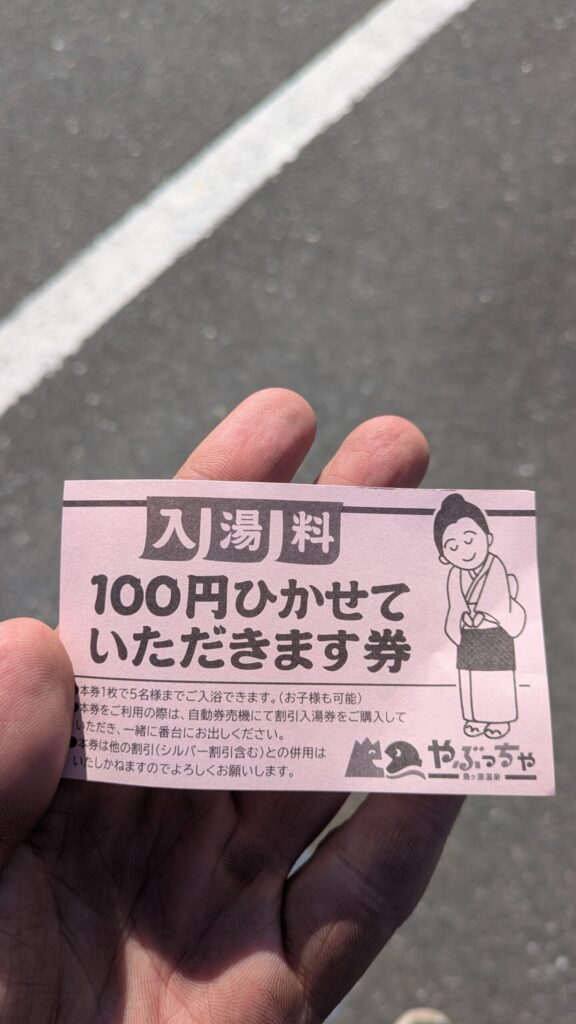 入湯料
100円ひかせて
いただきます券
●本券1枚で5名様までご入浴できます。(お子様も可能)
●本券をご利用の際は、自動券売機にて割引入湯券をご購入して
いただき、一緒に番台にお出しください。
●本券は他の割引(シルバー割引含む)との併用は
いたしかねますのでよろしくお願いします。
やぶっちゃ
島ヶ原温泉